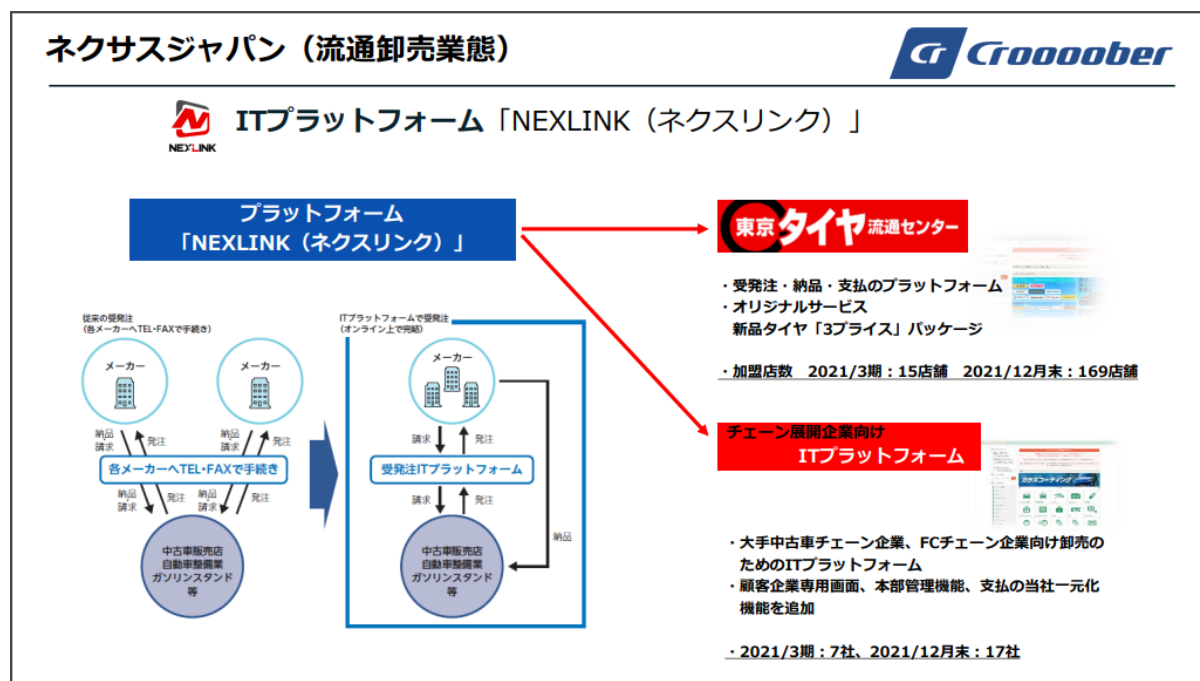 ネクサスジャパン（流通卸売業態）
Cr Croooober
NEXLINK
ITプラットフォーム「NEXLINK（ネクスリンク）」
プラットフォーム
「NEXLINK（ネクスリンク）」
従来の受発注
(各メーカーへTEL・FAXで手続き)
メーカー
メーカー
納品
請求
発注
納品
請求
発注
各メーカーへTEL・FAXで手続き
納品
請求
発注
納品
請求
発注
中古車販売店
自動車整備業
ガソリンスタンド
等
ITプラットフォームで受発注
(オンライン上で完結)
メーカー
請求
発注
受発注ITプラットフォーム
請求
発注
納品
中古車販売店
自動車整備業
ガソリンスタンド
等
東京タイヤ流通センター
・受発注・納品・支払のプラットフォーム
・オリジナルサービス
新品タイヤ「3プライス」パッケージ
・加盟店数　2021/3期：15店舗　2021/12月末：169店舗
チェーン展開企業向け
ITプラットフォーム
ガラスコーティング
・大手中古車チェーン企業、FCチェーン企業向け卸売の
ためのITプラットフォーム
・顧客企業専用画面、本部管理機能、支払の当社一元化
機能を追加
・2021/3期：7社、2021/12月末：17社